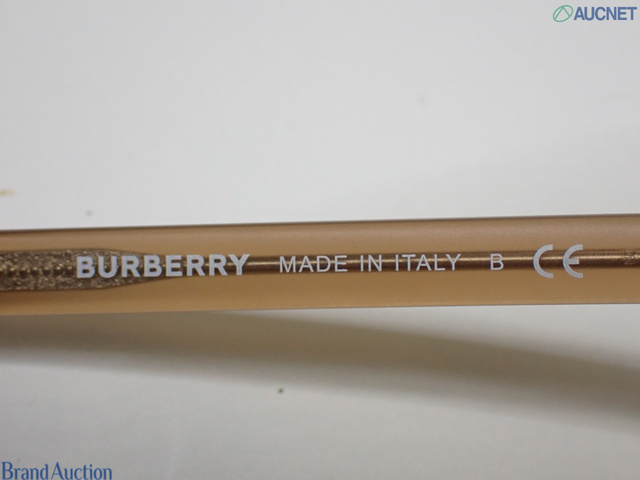 AUCNET
BURBERRY MADE IN ITALY B CE
Brand Auction